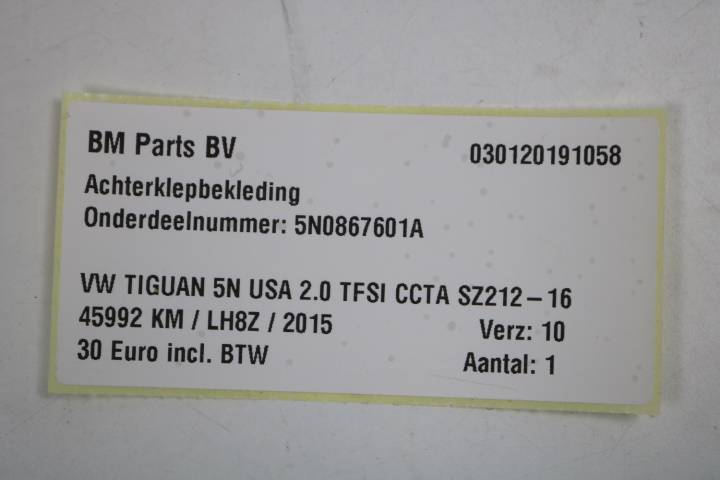 BM Parts BV 030120191058
Achterklepbekleding
Onderdeelnummer: 5N0867601A
VW TIGUAN 5N USA 2.0 TFSI CCTA SZ212-16
45992 KM / LH8Z / 2015 Verz: 10
30 Euro incl. BTW Aantal: 1